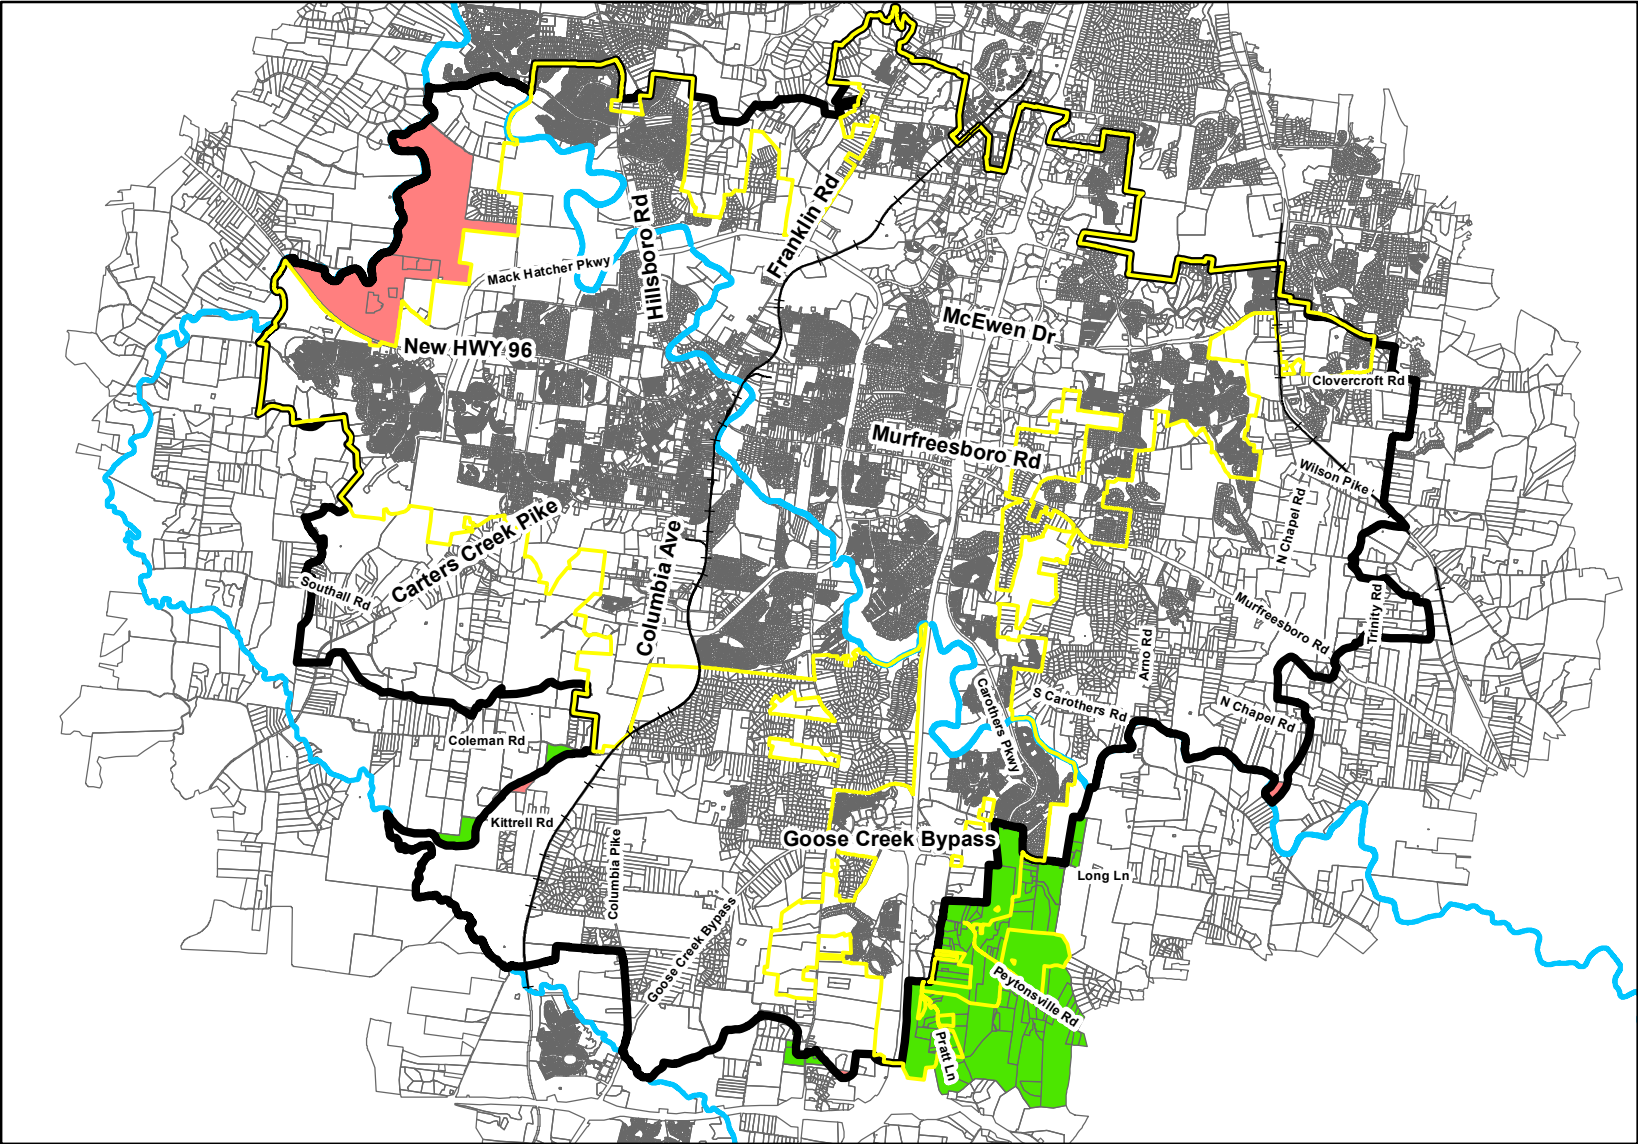 Hillsboro Rd
Franklin Rd
Mack Hatcher Pkwy
McEwen Dr
New HWY 96
Clovercroft Rd
Murfreesboro Rd
Wilson Pike
N Chapel Rd
Carters Creek Pike
Columbia Ave
Southall Rd
Trinity Rd
Murfreesboro Rd
Arno Rd
S Carothers Rd
N Chapel Rd
Carothers Pkwy
Coleman Rd
Kittrell Rd
Goose Creek Bypass
Columbia Pike
Long Ln
Goose Creek Bypass
Peytonsville Rd
Pratt Ln